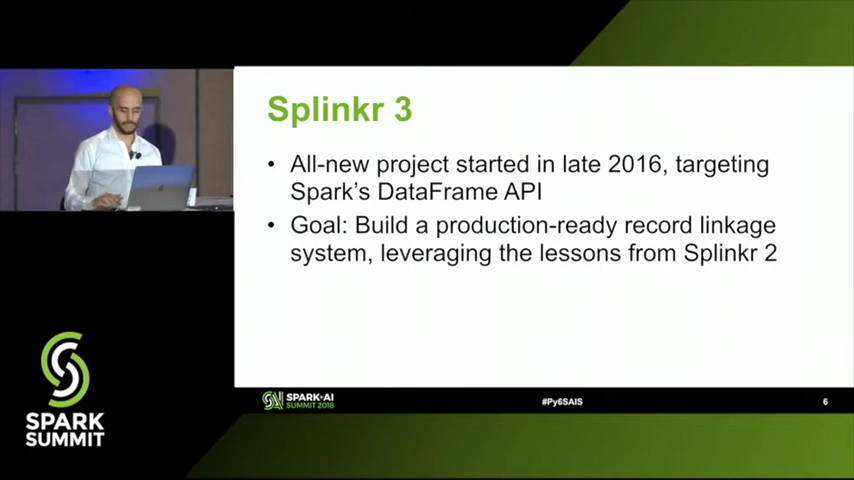 Splinkr 3
• All-new project started in late 2016, targeting
Spark's DataFrame API
• Goal: Build a production-ready record linkage
system, leveraging the lessons from Splinkr 2
SPARK
SUMMIT
SPARK+AI
SUMMIT 2018
#Py6SAIS
6